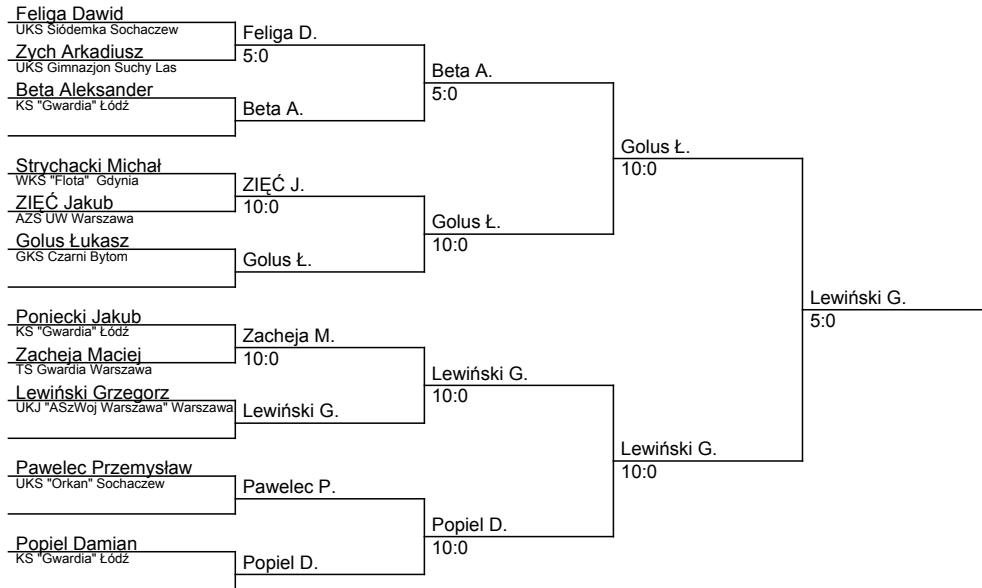 Feliga Dawid
UKS Siódemka Sochaczew
Zych Arkadiusz
UKS Gimnazjon Suchy Las
Beta Aleksander
KS "Gwardia" Łódź
Strychacki Michał
WKS "Flota"  Gdynia
ZIĘĆ Jakub
AZS UW Warszawa
Golus Łukasz
GKS Czarni Bytom
Poniecki Jakub
KS "Gwardia" Łódź
Zacheja Maciej
TS Gwardia Warszawa
Lewiński Grzegorz
UKJ "ASzWoj Warszawa" Warszawa
Pawelec Przemysław
UKS "Orkan" Sochaczew
Popiel Damian
KS "Gwardia" Łódź
Feliga D.
5:0
Beta A.
ZIĘĆ J.
10:0
Golus Ł.
Zacheja M.
10:0
Lewiński G.
Pawelec P.
Popiel D.
Beta A.
5:0
Golus Ł.
10:0
Lewiński G.
10:0
Popiel D.
10:0
Golus Ł.
10:0
Lewiński G.
10:0
Lewiński G.
5:0